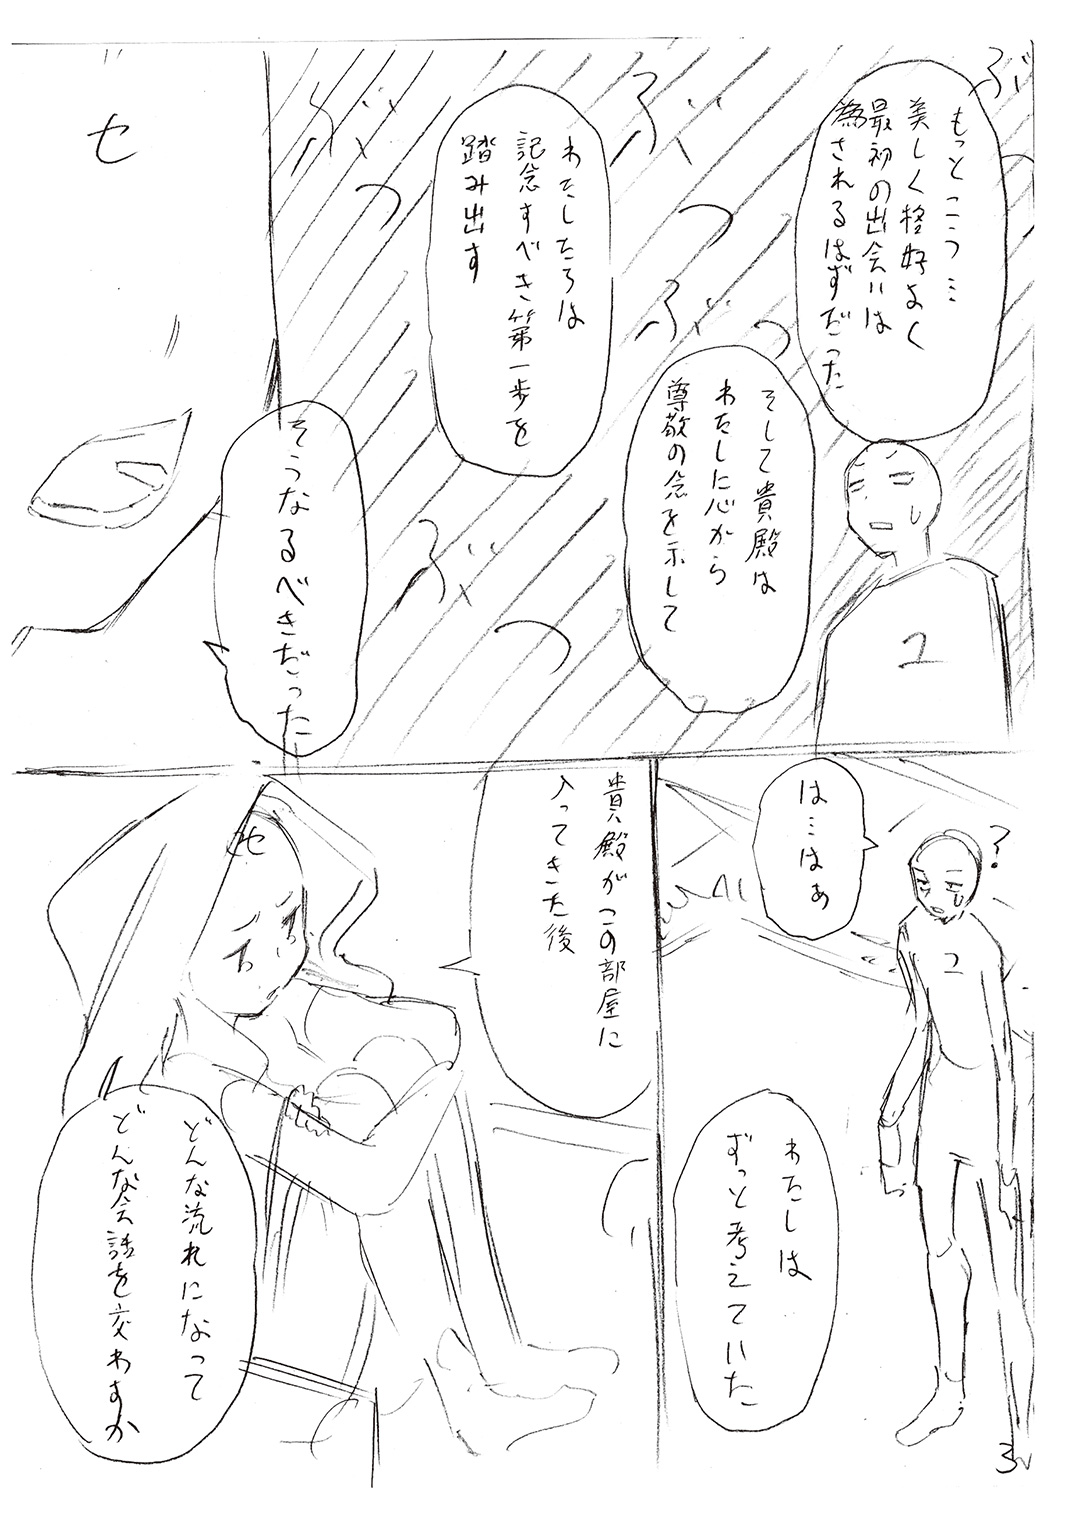 もっとこう…
美しく格好よく
最初の出会いは
為されるはずだった
そして貴殿は
わたしに心から
尊敬の念を示して
わたしたちは
記念すべき第一歩を
踏み出す
そうなるべきだった
ぶつ
ぶつ
ぶつ
ぶつ
ユ
セ
は…はぁ
?
ユ
わたしは
ずっと考えていた
貴殿がこの部屋に
入ってきた後
セ
どんな流れになって
どんな会話を交わすか